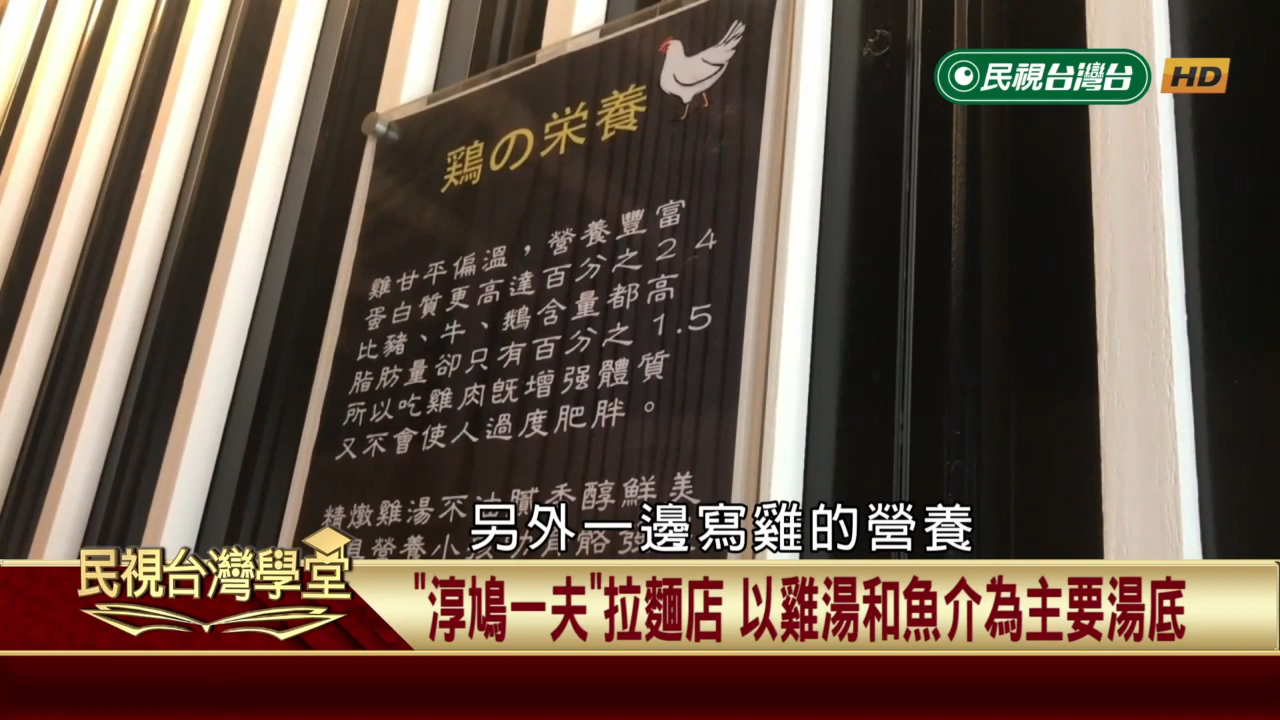 民視台灣台 HD
鶏の栄養
雞甘平偏溫，營養豐富
蛋白質更高達百分之２４
比豬、牛、鵝含量都高
脂肪量卻只有百分之 1.5
所以吃雞肉既增强體質
又不會使人過度肥胖。
精燉雞湯不油膩香醇鮮美
另外一邊寫雞的營養
民視台灣學堂
"淳鳩一夫"拉麵店 以雞湯和魚介為主要湯底